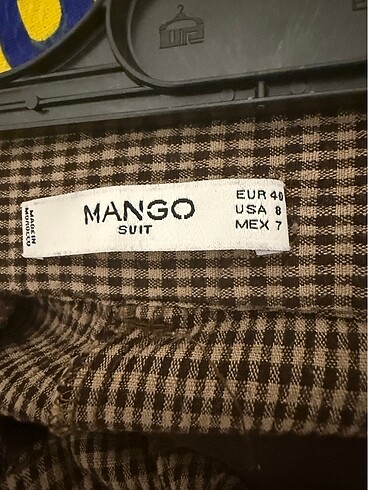 MANGO
SUIT
EUR 40
USA 8
MEX 7
MADE IN
MOROCCO